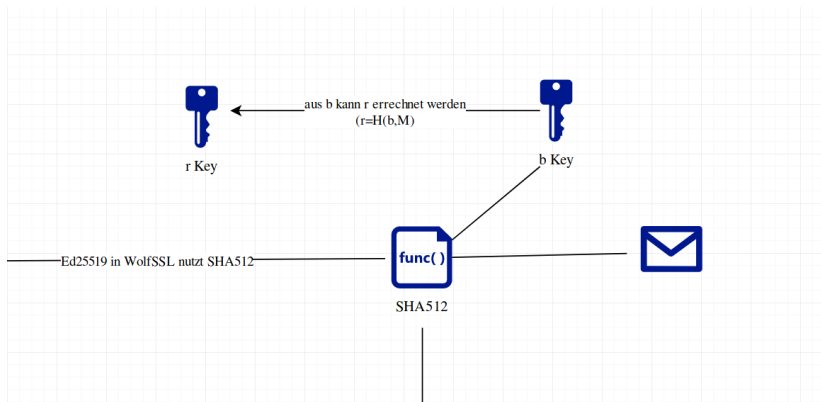 aus b kann r errechnet werden
(r=H(b,M)
r Key
b Key
Ed25519 in WolfSSL nutzt SHA512
func( )
SHA512